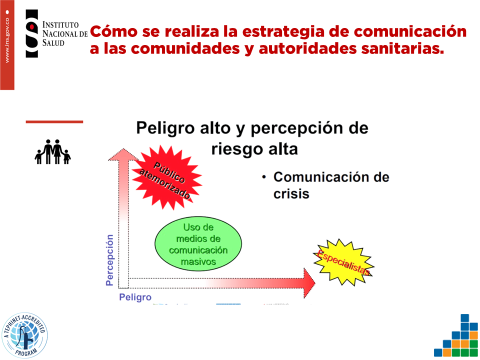 www.ins.gov.co
INSTITUTO
NACIONAL DE
SALUD
Cómo se realiza la estrategia de comunicación
a las comunidades y autoridades sanitarias.
Peligro alto y percepción de
riesgo alta
Público
atemorizado
• Comunicación de
crisis
Uso de
medios de
comunicación
masivos
Especialistas
Percepción
Peligro
A TEPHINET ACCREDITED
PROGRAM